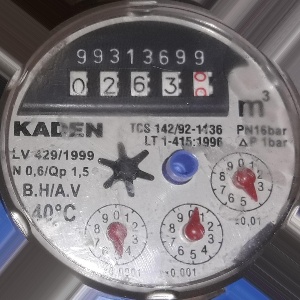 99313699
0263
m³
KADEN
TCS 142/92-1436 PN16bar
LV 429/1999 LT 1-415:1996 ΔP 1bar
N 0,6/Qp 1,5
B.H/A.V
40°C
x0,01
x0,0001 x0,001